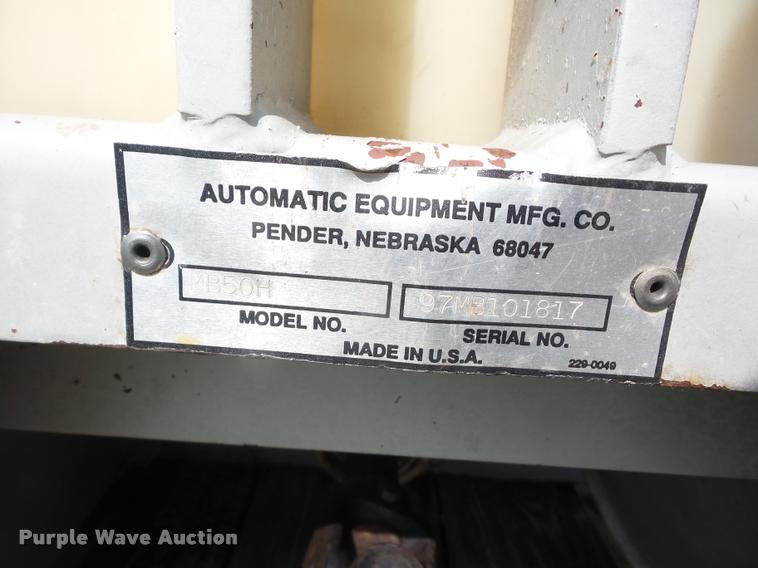 AUTOMATIC EQUIPMENT MFG. CO.
PENDER, NEBRASKA 68047
MB50H
97MB101817
MODEL NO.
SERIAL NO.
MADE IN U.S.A.
229-0049
Purple Wave Auction